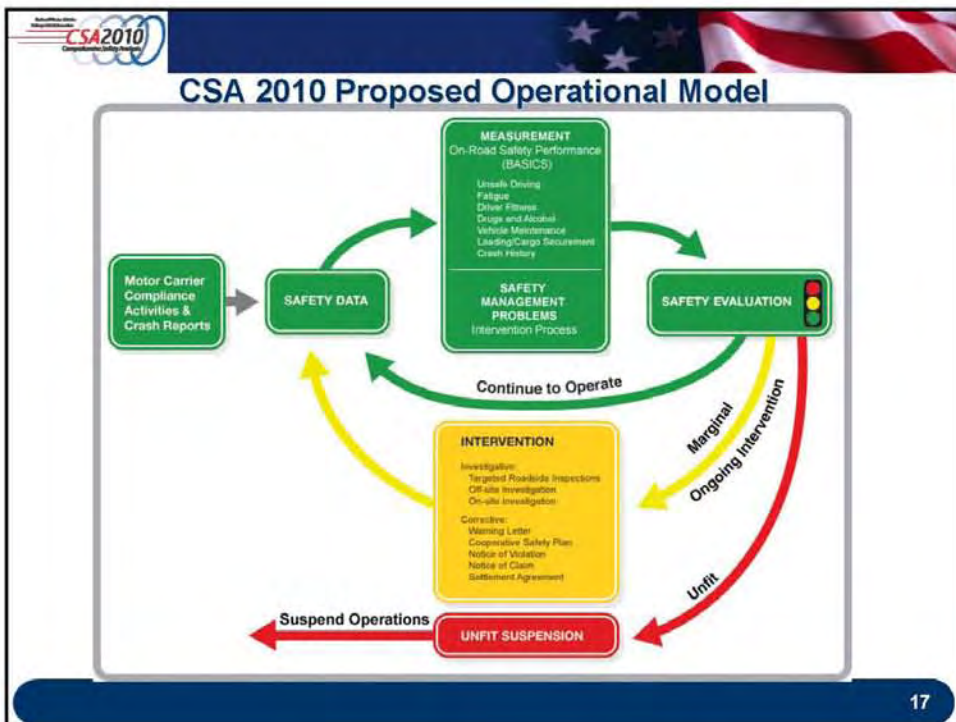 CSA2010
Comprehensive Safety Analysis
CSA 2010 Proposed Operational Model
Motor Carrier
Compliance
Activities &
Crash Reports
SAFETY DATA
MEASUREMENT
On-Road Safety Performance
(BASICS)
Unsafe Driving
Fatigue
Driver Fitness
Drugs and Alcohol
Vehicle Maintenance
Loading/Cargo Securement
Crash History
SAFETY
MANAGEMENT
PROBLEMS
Intervention Process
SAFETY EVALUATION
Continue to Operate
Marginal
Ongoing Intervention
Unfit
INTERVENTION
Investigative:
Targeted Roadside Inspections
Off-site Investigation
On-site Investigation
Corrective:
Warning Letter
Cooperative Safety Plan
Notice of Violation
Notice of Claim
Settlement Agreement
UNFIT SUSPENSION
Suspend Operations
17